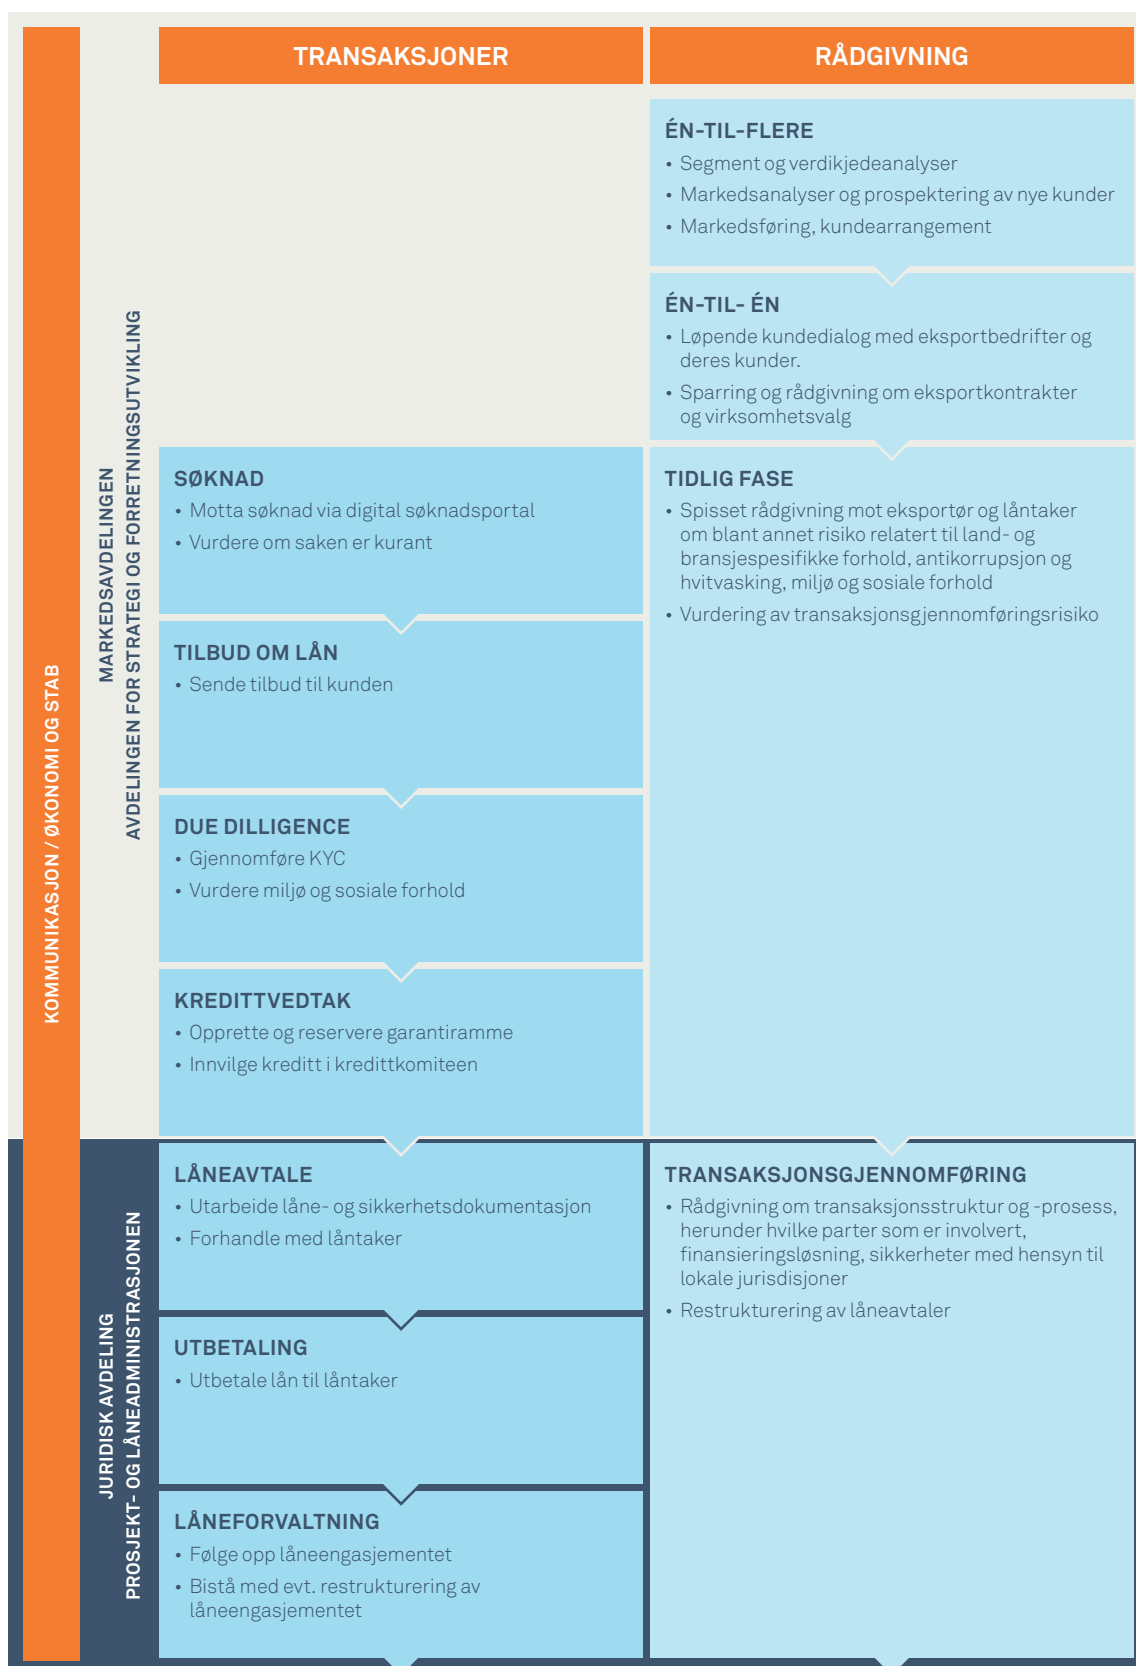 KOMMUNIKASJON / ØKONOMI OG STAB
MARKEDSAVDELINGEN
AVDELINGEN FOR STRATEGI OG FORRETNINGSUTVIKLING
JURIDISK AVDELING
PROSJEKT- OG LÅNEADMINISTRASJONEN
TRANSAKSJONER
SØKNAD
• Motta søknad via digital søknadsportal
• Vurdere om saken er kurant
TILBUD OM LÅN
• Sende tilbud til kunden
DUE DILLIGENCE
• Gjennomføre KYC
• Vurdere miljø og sosiale forhold
KREDITTVEDTAK
• Opprette og reservere garantiramme
• Innvilge kreditt i kredittkomiteen
LÅNEAVTALE
• Utarbeide låne- og sikkerhetsdokumentasjon
• Forhandle med låntaker
UTBETALING
• Utbetale lån til låntaker
LÅNEFORVALTNING
• Følge opp låneengasjementet
• Bistå med evt. restrukturering av
låneengasjementet
RÅDGIVNING
ÉN-TIL-FLERE
• Segment og verdikjedeanalyser
• Markedsanalyser og prospektering av nye kunder
• Markedsføring, kundearrangement
ÉN-TIL- ÉN
• Løpende kundedialog med eksportbedrifter og
deres kunder.
• Sparring og rådgivning om eksportkontrakter
og virksomhetsvalg
TIDLIG FASE
• Spisset rådgivning mot eksportør og låntaker
om blant annet risiko relatert til land- og
bransjespesifikke forhold, antikorrupsjon og
hvitvasking, miljø og sosiale forhold
• Vurdering av transaksjonsgjennomføringsrisiko
TRANSAKSJONSGJENNOMFØRING
• Rådgivning om transaksjonsstruktur og -prosess,
herunder hvilke parter som er involvert,
finansieringsløsning, sikkerheter med hensyn til
lokale jurisdisjoner
• Restrukturering av låneavtaler